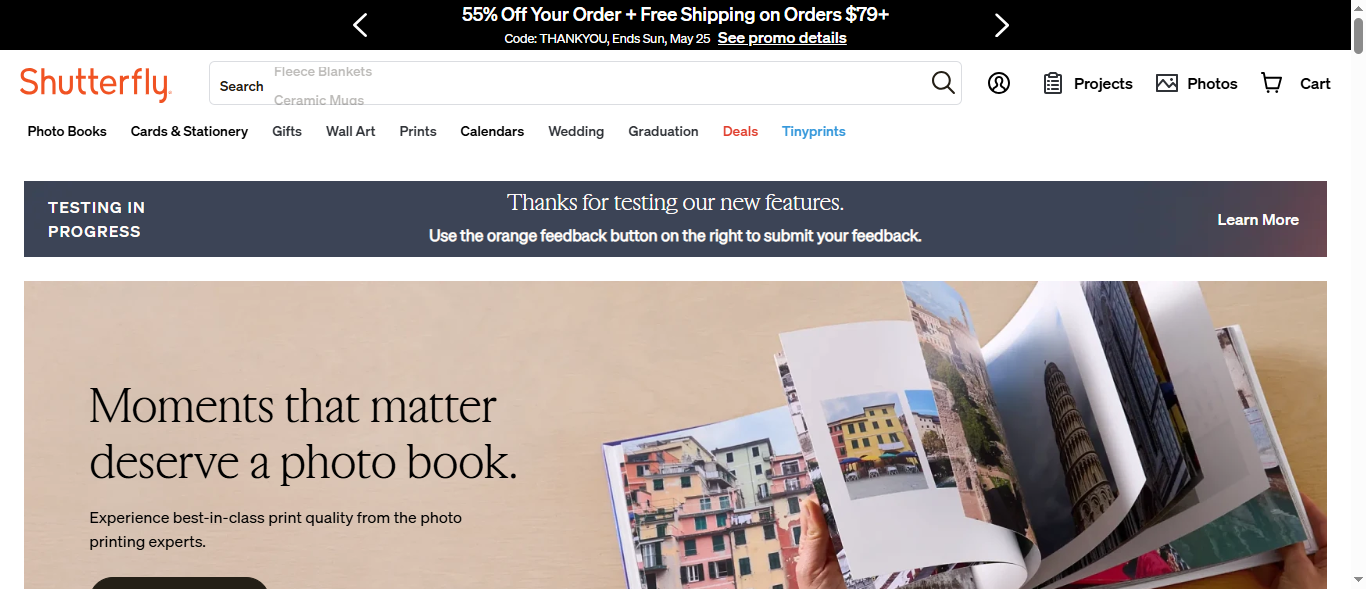 55% Off Your Order + Free Shipping on Orders $79+
Code: THANKYOU, Ends Sun, May 25 See promo details
Shutterfly
Search
Fleece Blankets
Ceramic Mugs
Projects
Photos
Cart
Photo Books
Cards & Stationery
Gifts
Wall Art
Prints
Calendars
Wedding
Graduation
Deals
Tinyprints
TESTING IN
PROGRESS
Thanks for testing our new features.
Use the orange feedback button on the right to submit your feedback.
Learn More
Moments that matter
deserve a photo book.
Experience best-in-class print quality from the photo
printing experts.